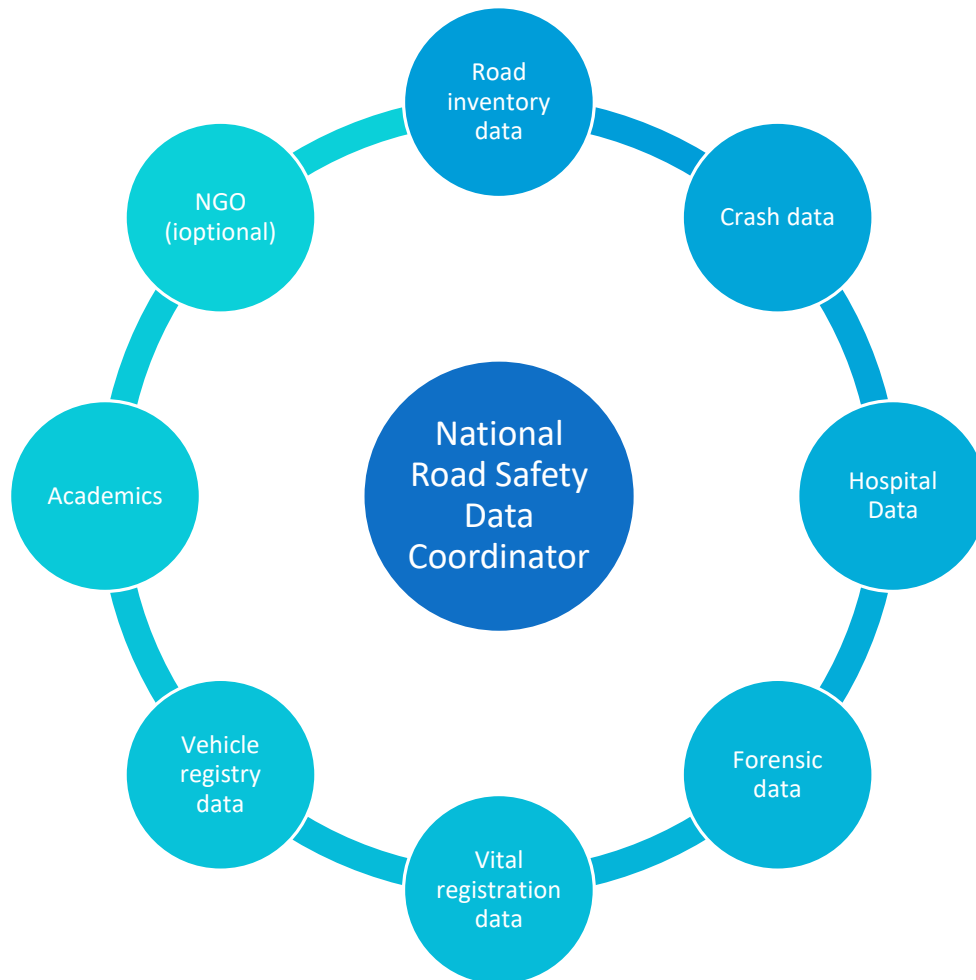 Road
inventory
data
Crash data
Hospital
Data
Forensic
data
Vital
registration
data
Vehicle
registry
data
Academics
NGO
(ioptional)
National
Road Safety
Data
Coordinator